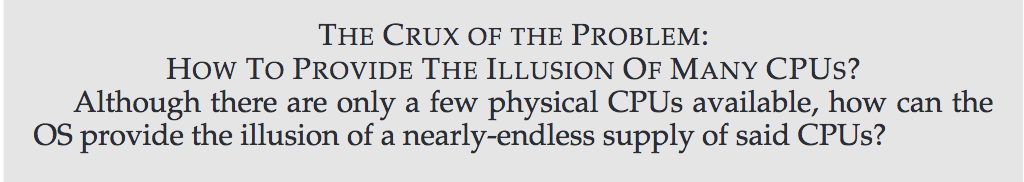 THE CRUX OF THE PROBLEM:
HOW TO PROVIDE THE ILLUSION OF MANY CPUS?
Although there are only a few physical CPUs available, how can the
OS provide the illusion of a nearly-endless supply of said CPUs?